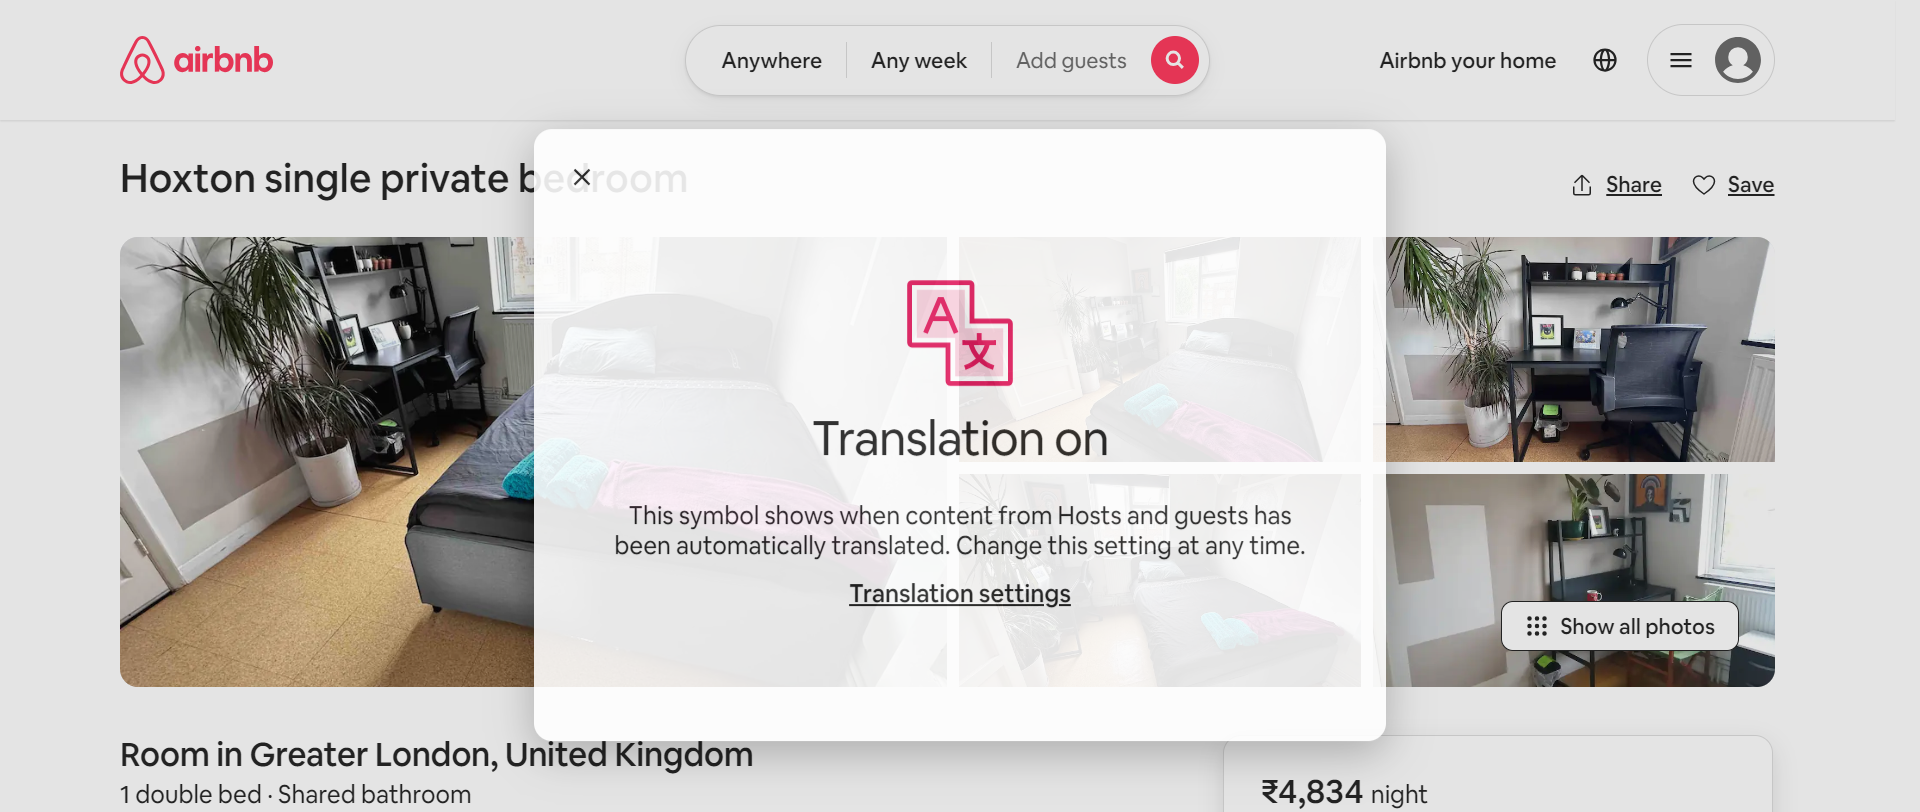 airbnb
Anywhere
Any week
Add guests
Airbnb your home
Hoxton single private bedroom
Share
Save
A
文
Translation on
This symbol shows when content from Hosts and guests has
been automatically translated. Change this setting at any time.
Translation settings
Show all photos
Room in Greater London, United Kingdom
1 double bed · Shared bathroom
₹4,834 night